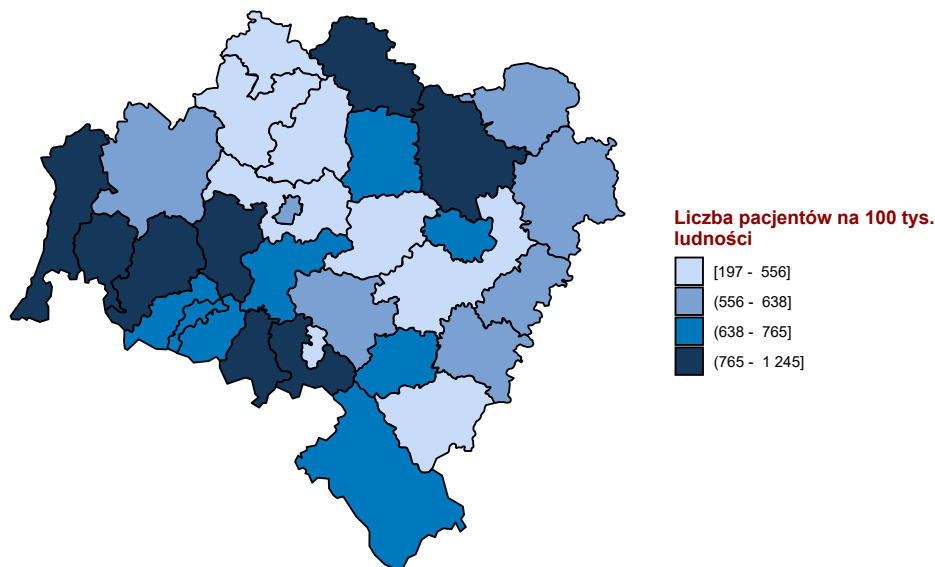 Liczba pacjentów na 100 tys.
ludności
[197 - 556]
(556 - 638]
(638 - 765]
(765 - 1 245]